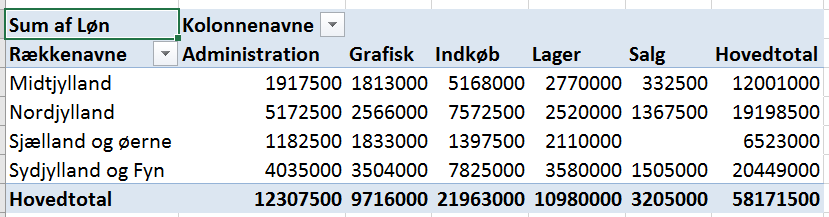 Sum af Løn Kolonnenavne
Rækkenavne Administration Grafisk Indkøb Lager Salg Hovedtotal
Midtjylland 1917500 1813000 5168000 2770000 332500 12001000
Nordjylland 5172500 2566000 7572500 2520000 1367500 19198500
Sjælland og øerne 1182500 1833000 1397500 2110000 6523000
Sydjylland og Fyn 4035000 3504000 7825000 3580000 1505000 20449000
Hovedtotal 12307500 9716000 21963000 10980000 3205000 58171500